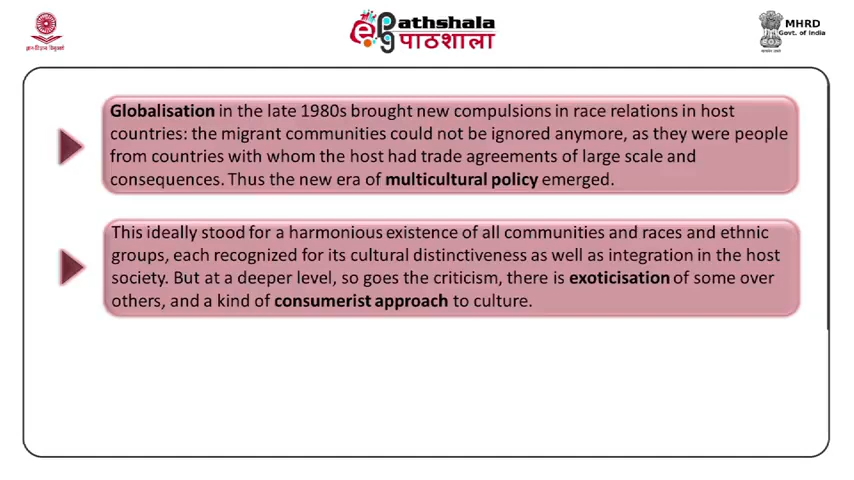 ePathshala
पाठशाला
MHRD
Govt. of India
Globalisation in the late 1980s brought new compulsions in race relations in host
countries: the migrant communities could not be ignored anymore, as they were people
from countries with whom the host had trade agreements of large scale and
consequences. Thus the new era of multicultural policy emerged.
This ideally stood for a harmonious existence of all communities and races and ethnic
groups, each recognized for its cultural distinctiveness as well as integration in the host
society. But at a deeper level, so goes the criticism, there is exoticisation of some over
others, and a kind of consumerist approach to culture.